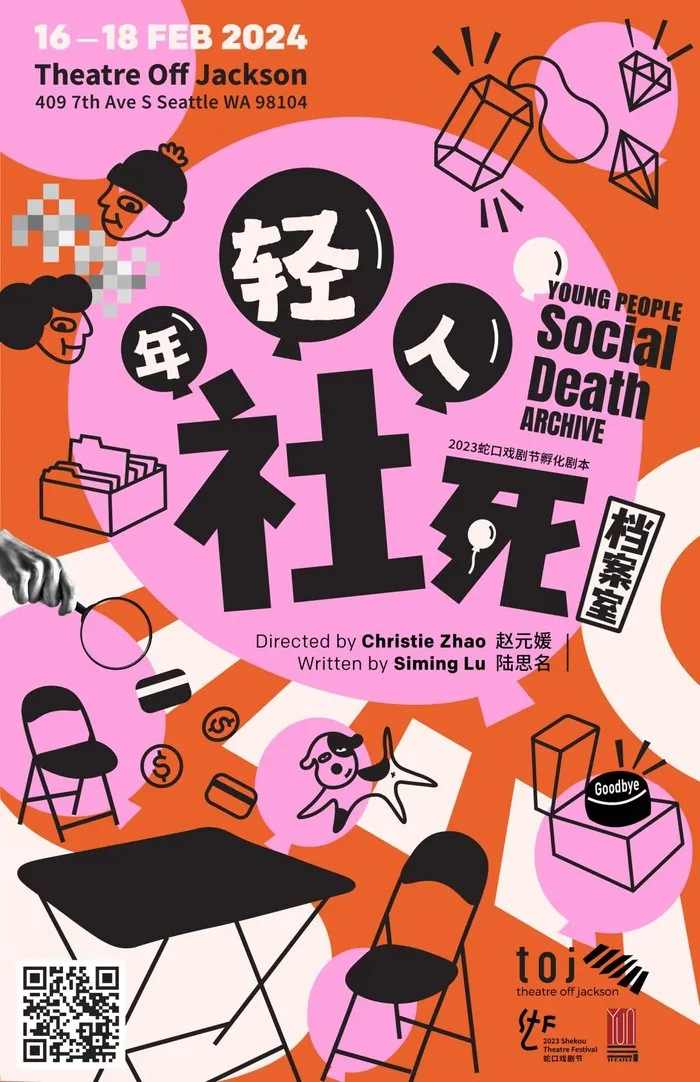 16—18 FEB 2024
Theatre Off Jackson
409 7th Ave S Seattle WA 98104
年轻人
YOUNG PEOPLE
Social
Death
ARCHIVE
2023蛇口戏剧节孵化剧本
社死
档案室
Directed by Christie Zhao 赵元媛
Written by Siming Lu 陆思名
Goodbye
toj
theatre off jackson
STF
2023 Shekou
Theatre Festival
蛇口戏剧节
YUN
THEATRE